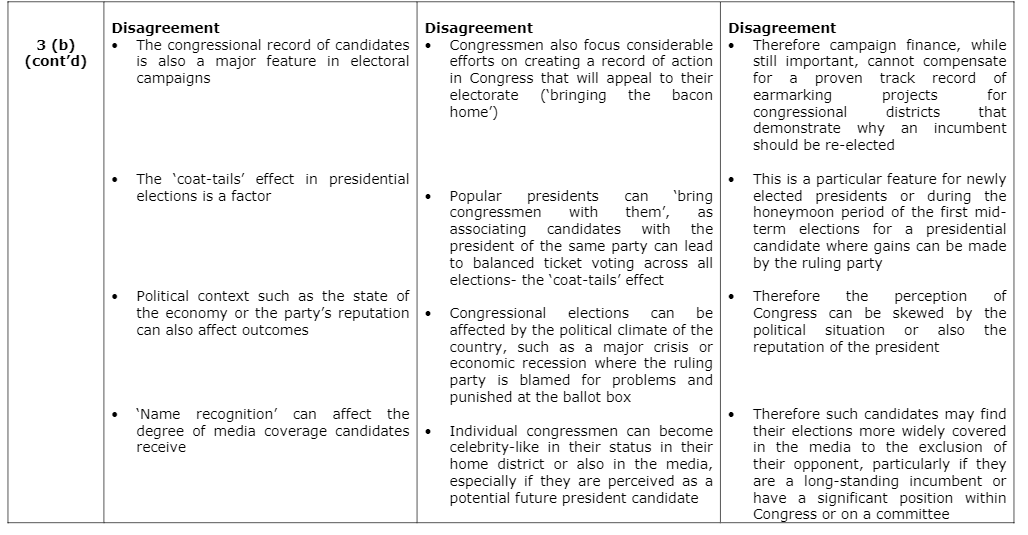 3 (b)
(cont’d)
Disagreement
• The congressional record of candidates
is also a major feature in electoral
campaigns
• The ‘coat-tails’ effect in presidential
elections is a factor
• Political context such as the state of
the economy or the party’s reputation
can also affect outcomes
• ‘Name recognition’ can affect the
degree of media coverage candidates
receive
Disagreement
• Congressmen also focus considerable
efforts on creating a record of action
in Congress that will appeal to their
electorate (‘bringing the bacon
home’)
• Popular presidents can ‘bring
congressmen with them’, as
associating candidates with the
president of the same party can lead
to balanced ticket voting across all
elections- the ‘coat-tails’ effect
• Congressional elections can be
affected by the political climate of the
country, such as a major crisis or
economic recession where the ruling
party is blamed for problems and
punished at the ballot box
• Individual congressmen can become
celebrity-like in their status in their
home district or also in the media,
especially if they are perceived as a
potential future president candidate
Disagreement
• Therefore campaign finance, while
still important, cannot compensate
for a proven track record of
earmarking projects for
congressional districts that
demonstrate why an incumbent
should be re-elected
• This is a particular feature for newly
elected presidents or during the
honeymoon period of the first mid-
term elections for a presidential
candidate where gains can be made
by the ruling party
• Therefore the perception of
Congress can be skewed by the
political situation or also the
reputation of the president
• Therefore such candidates may find
their elections more widely covered
in the media to the exclusion of
their opponent, particularly if they
are a long-standing incumbent or
have a significant position within
Congress or on a committee